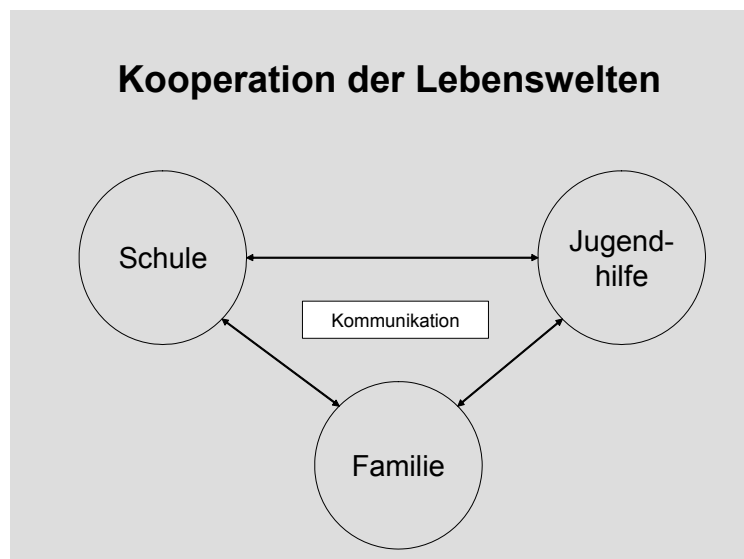 Kooperation der Lebenswelten
Schule
Jugend-
hilfe
Kommunikation
Familie